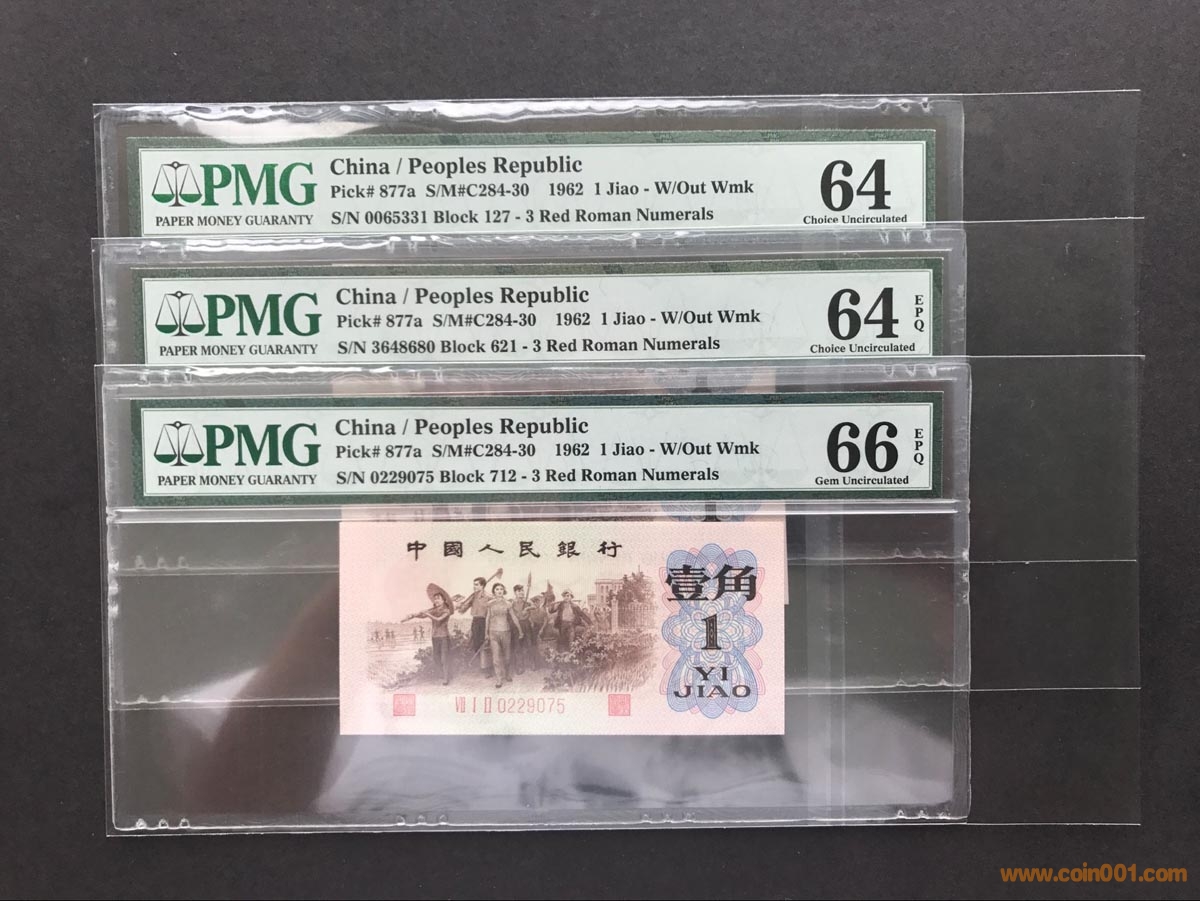 PMG
PAPER MONEY GUARANTY
China / Peoples Republic
Pick# 877a S/M#C284-30 1962 1 Jiao - W/Out Wmk
S/N 0065331 Block 127 - 3 Red Roman Numerals
64
Choice Uncirculated
PMG
PAPER MONEY GUARANTY
China / Peoples Republic
Pick# 877a S/M#C284-30 1962 1 Jiao - W/Out Wmk
S/N 3648680 Block 621 - 3 Red Roman Numerals
64 EPQ
Choice Uncirculated
PMG
PAPER MONEY GUARANTY
China / Peoples Republic
Pick# 877a S/M#C284-30 1962 1 Jiao - W/Out Wmk
S/N 0229075 Block 712 - 3 Red Roman Numerals
66 EPQ
Gem Uncirculated
中國人民銀行
壹角
1
YI
JIAO
VII I II 0229075
www.coin001.com